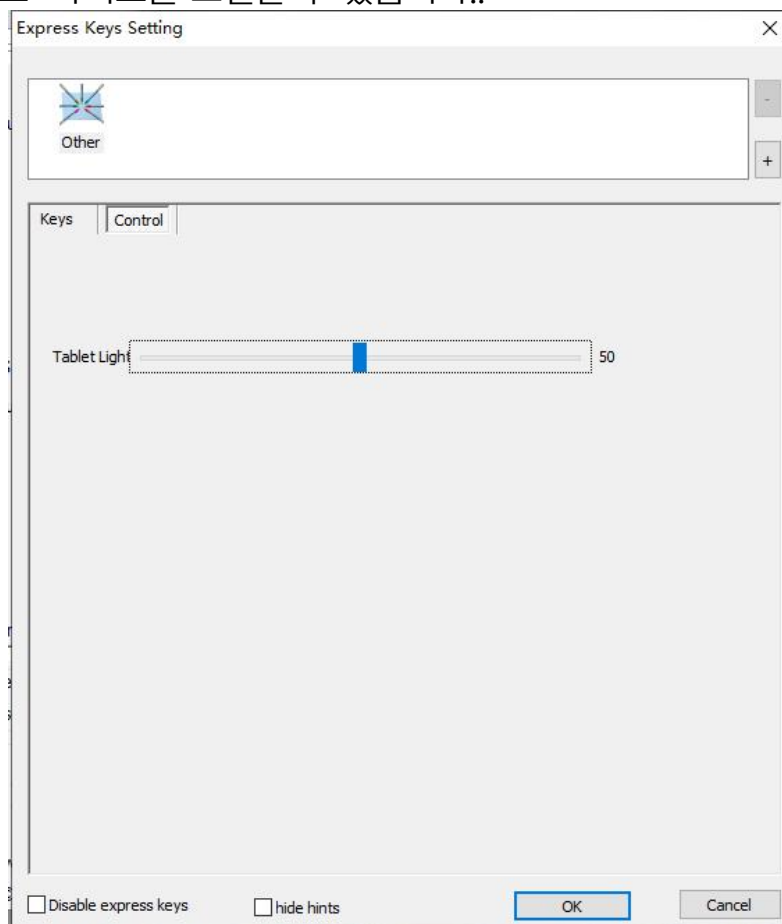 Express Keys Setting
-
Other
+
Keys
Control
Tablet Light
50
Disable express keys
hide hints
OK
Cancel